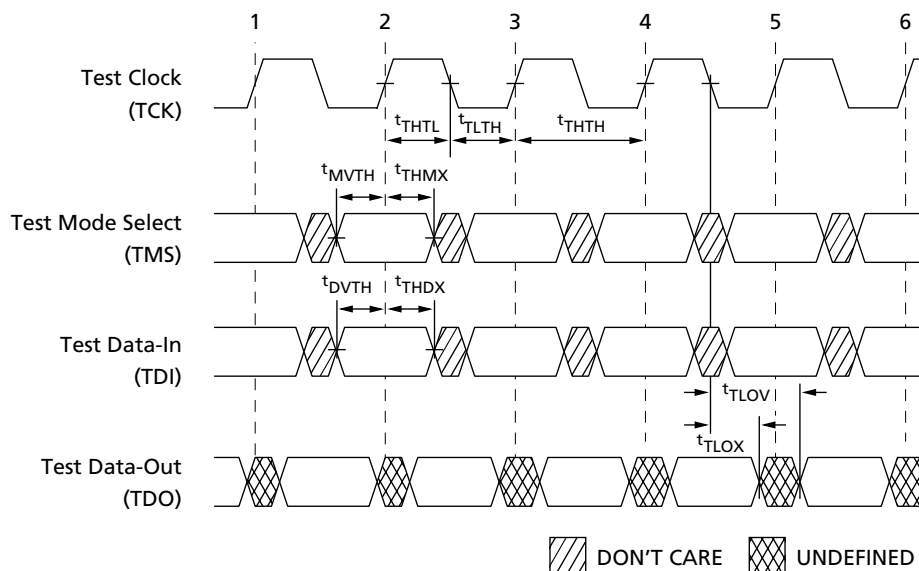 1 2 3 4 5 6
Test Clock
(TCK)
tTHTL tTLTH tTHTH
tMVTH tTHMX
Test Mode Select
(TMS)
tDVTH tTHDX
Test Data-In
(TDI)
tTLOV
tTLOX
Test Data-Out
(TDO)
DON'T CARE UNDEFINED